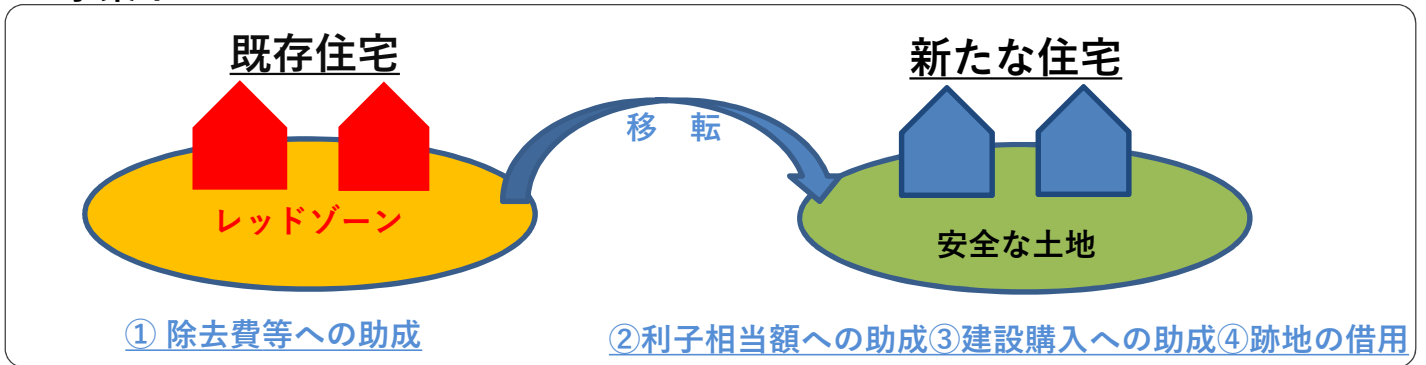 既存住宅
新たな住宅
移　転
レッドゾーン
安全な土地
① 除去費等への助成
②利子相当額への助成③建設購入への助成④跡地の借用